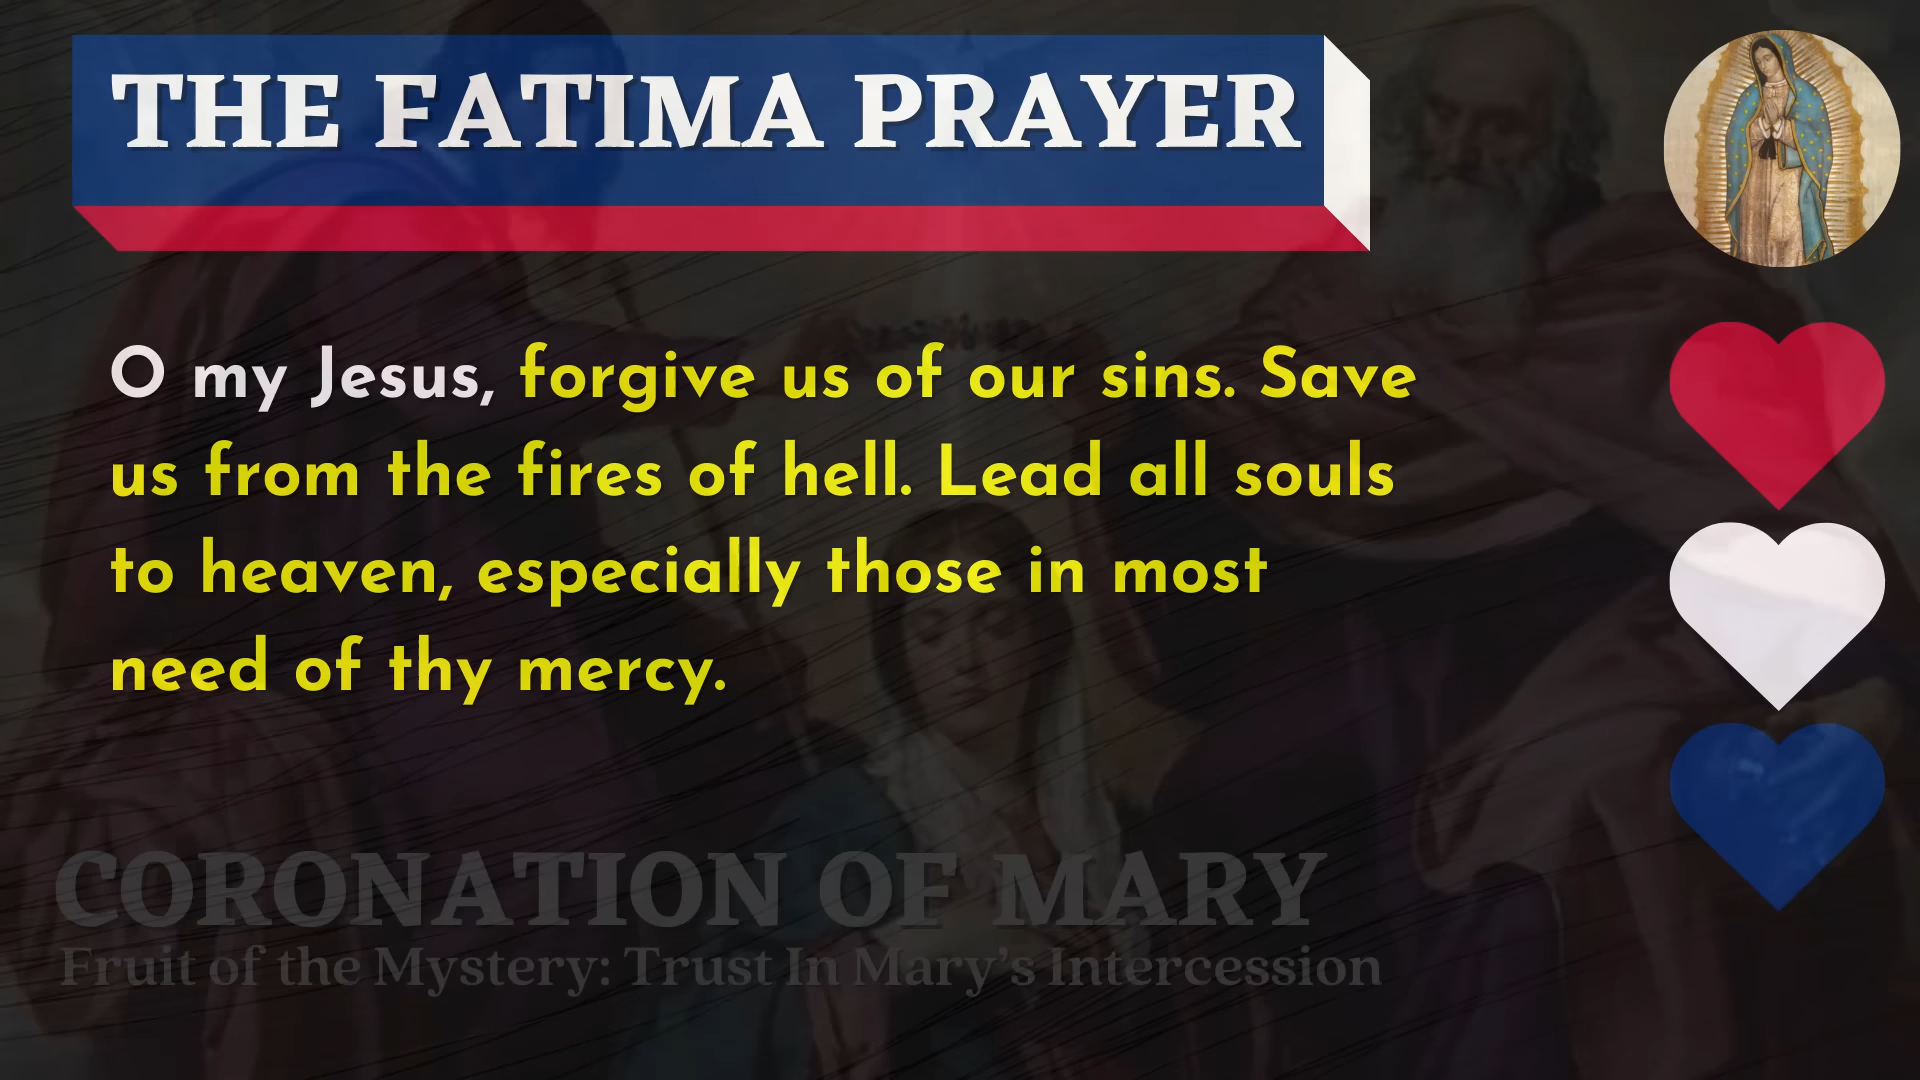 THE FATIMA PRAYER
O my Jesus, forgive us of our sins. Save
us from the fires of hell. Lead all souls
to heaven, especially those in most
need of thy mercy.
CORONATION OF MARY
Fruit of the Mystery: Trust In Mary’s Intercession